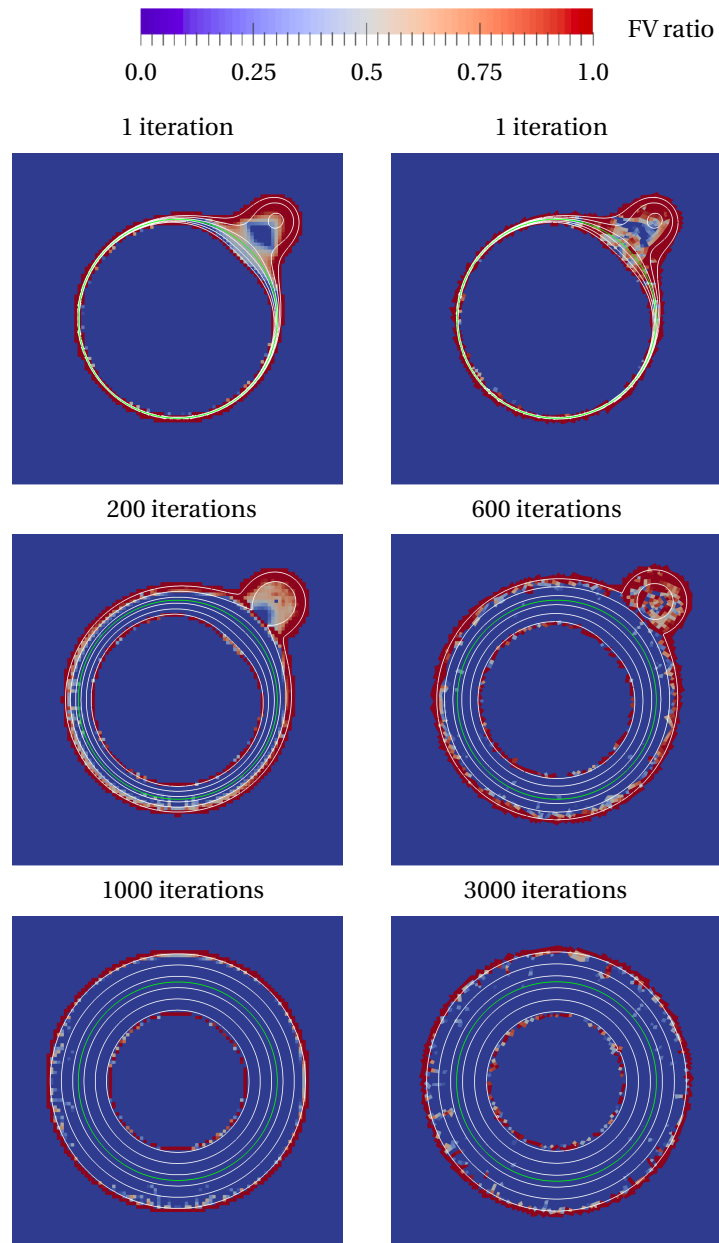 FV ratio
0.0 0.25 0.5 0.75 1.0
1 iteration 1 iteration
200 iterations 600 iterations
1000 iterations 3000 iterations